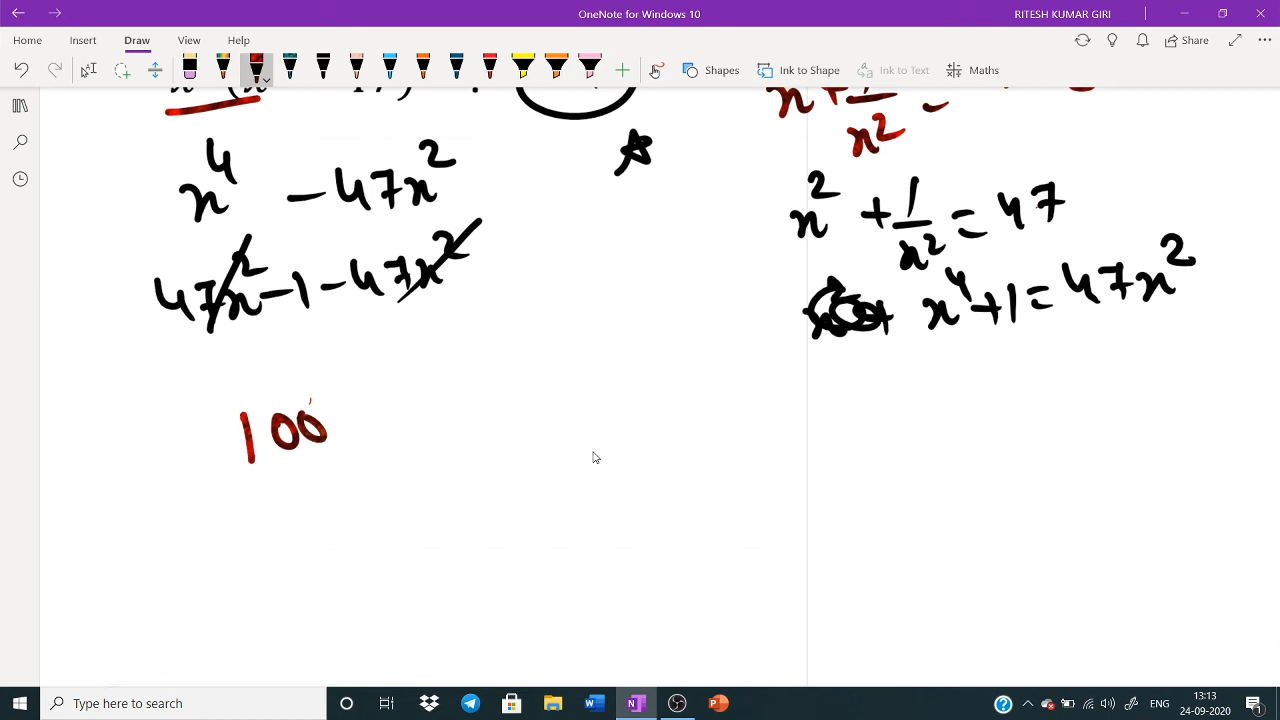 OneNote for Windows 10
RITESH KUMAR GIRI
Home Insert Draw View Help
Share
Shapes Ink to Shape Ink to Text Maths
x² + 1/x² = 47
x⁴ + 1 = 47x²
x⁴ - 47x²
47x² - 1 - 47x²
100
Type here to search
ENG
13:13
24-09-2020